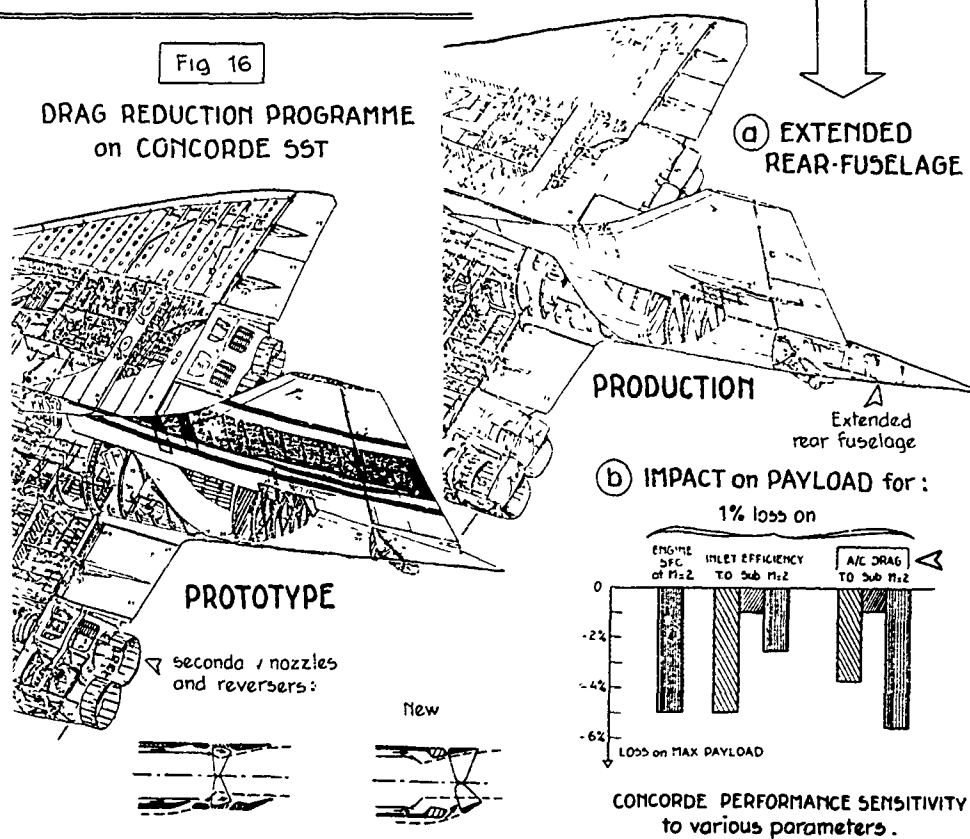 Fig 16
DRAG REDUCTION PROGRAMME
on CONCORDE SST
a EXTENDED
REAR-FUSELAGE
PRODUCTION
Extended
rear fuselage
PROTOTYPE
nozzles
and reversers:
New
b IMPACT on PAYLOAD for:
1% loss on
ENGINE
SFC
at M=2
INLET EFFICIENCY
TO Sub M=2
A/C DRAG
TO Sub M=2
0
-2%
-4%
-6%
LOSS on MAX PAYLOAD
CONCORDE PERFORMANCE SENSITIVITY
to various parameters.